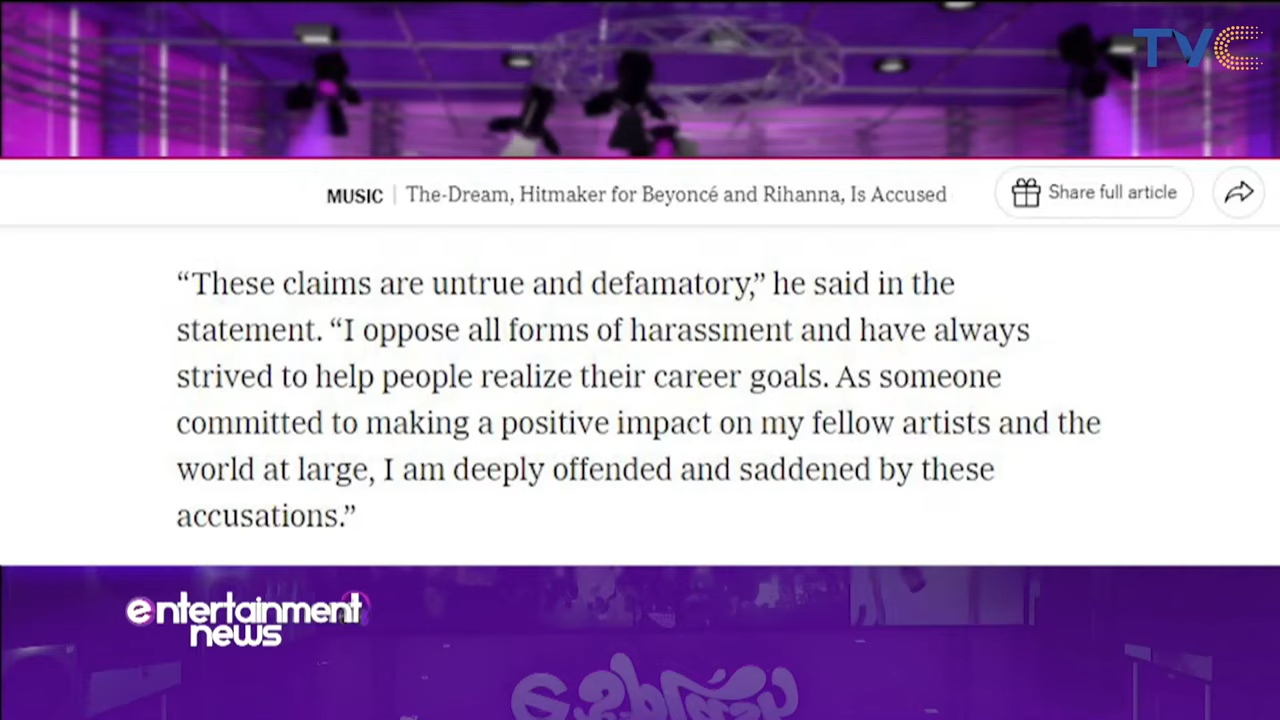 TVC
MUSIC | The-Dream, Hitmaker for Beyoncé and Rihanna, Is Accused
Share full article
“These claims are untrue and defamatory,” he said in the
statement. “I oppose all forms of harassment and have always
strived to help people realize their career goals. As someone
committed to making a positive impact on my fellow artists and the
world at large, I am deeply offended and saddened by these
accusations.”
entertainment
news